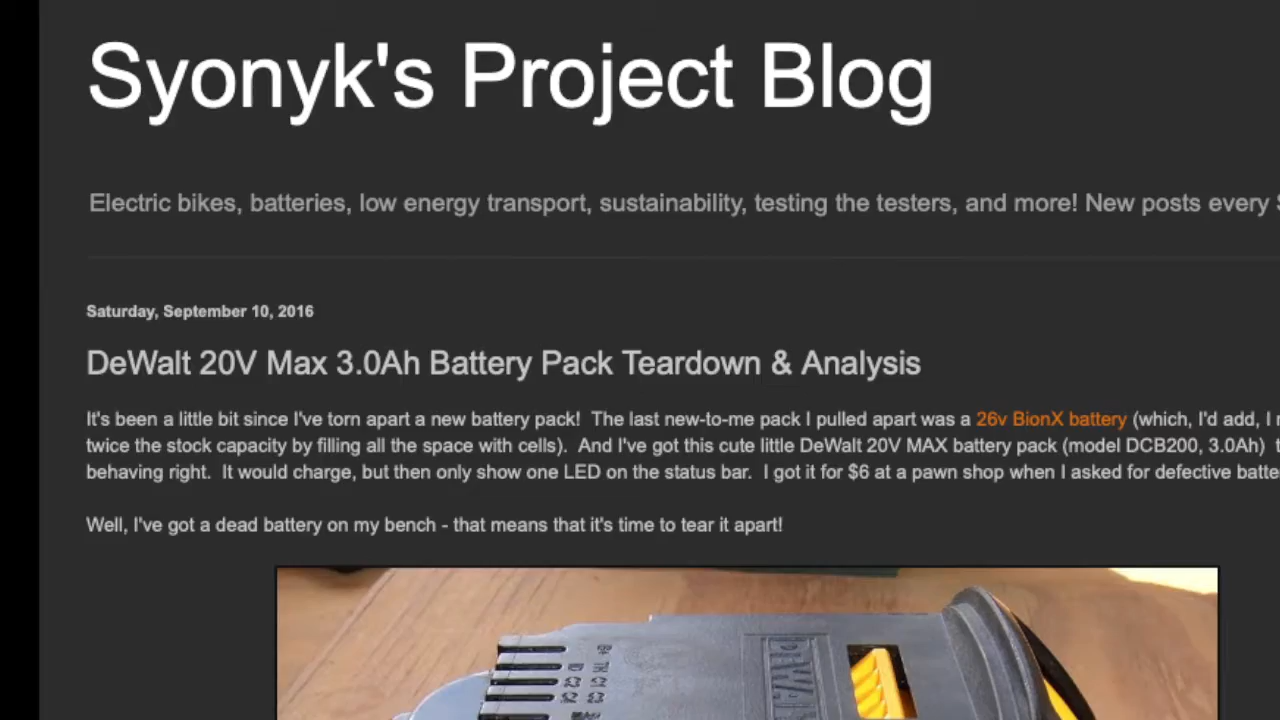 Syonyk's Project Blog
Electric bikes, batteries, low energy transport, sustainability, testing the testers, and more! New posts every
Saturday, September 10, 2016
DeWalt 20V Max 3.0Ah Battery Pack Teardown & Analysis
It's been a little bit since I've torn apart a new battery pack!  The last new-to-me pack I pulled apart was a 26v BionX battery (which, I'd add, I
twice the stock capacity by filling all the space with cells).  And I've got this cute little DeWalt 20V MAX battery pack (model DCB200, 3.0Ah)
behaving right.  It would charge, but then only show one LED on the status bar.  I got it for $6 at a pawn shop when I asked for defective batte
Well, I've got a dead battery on my bench - that means that it's time to tear it apart!
B+
TH
ID
C1
C2
C3
C4